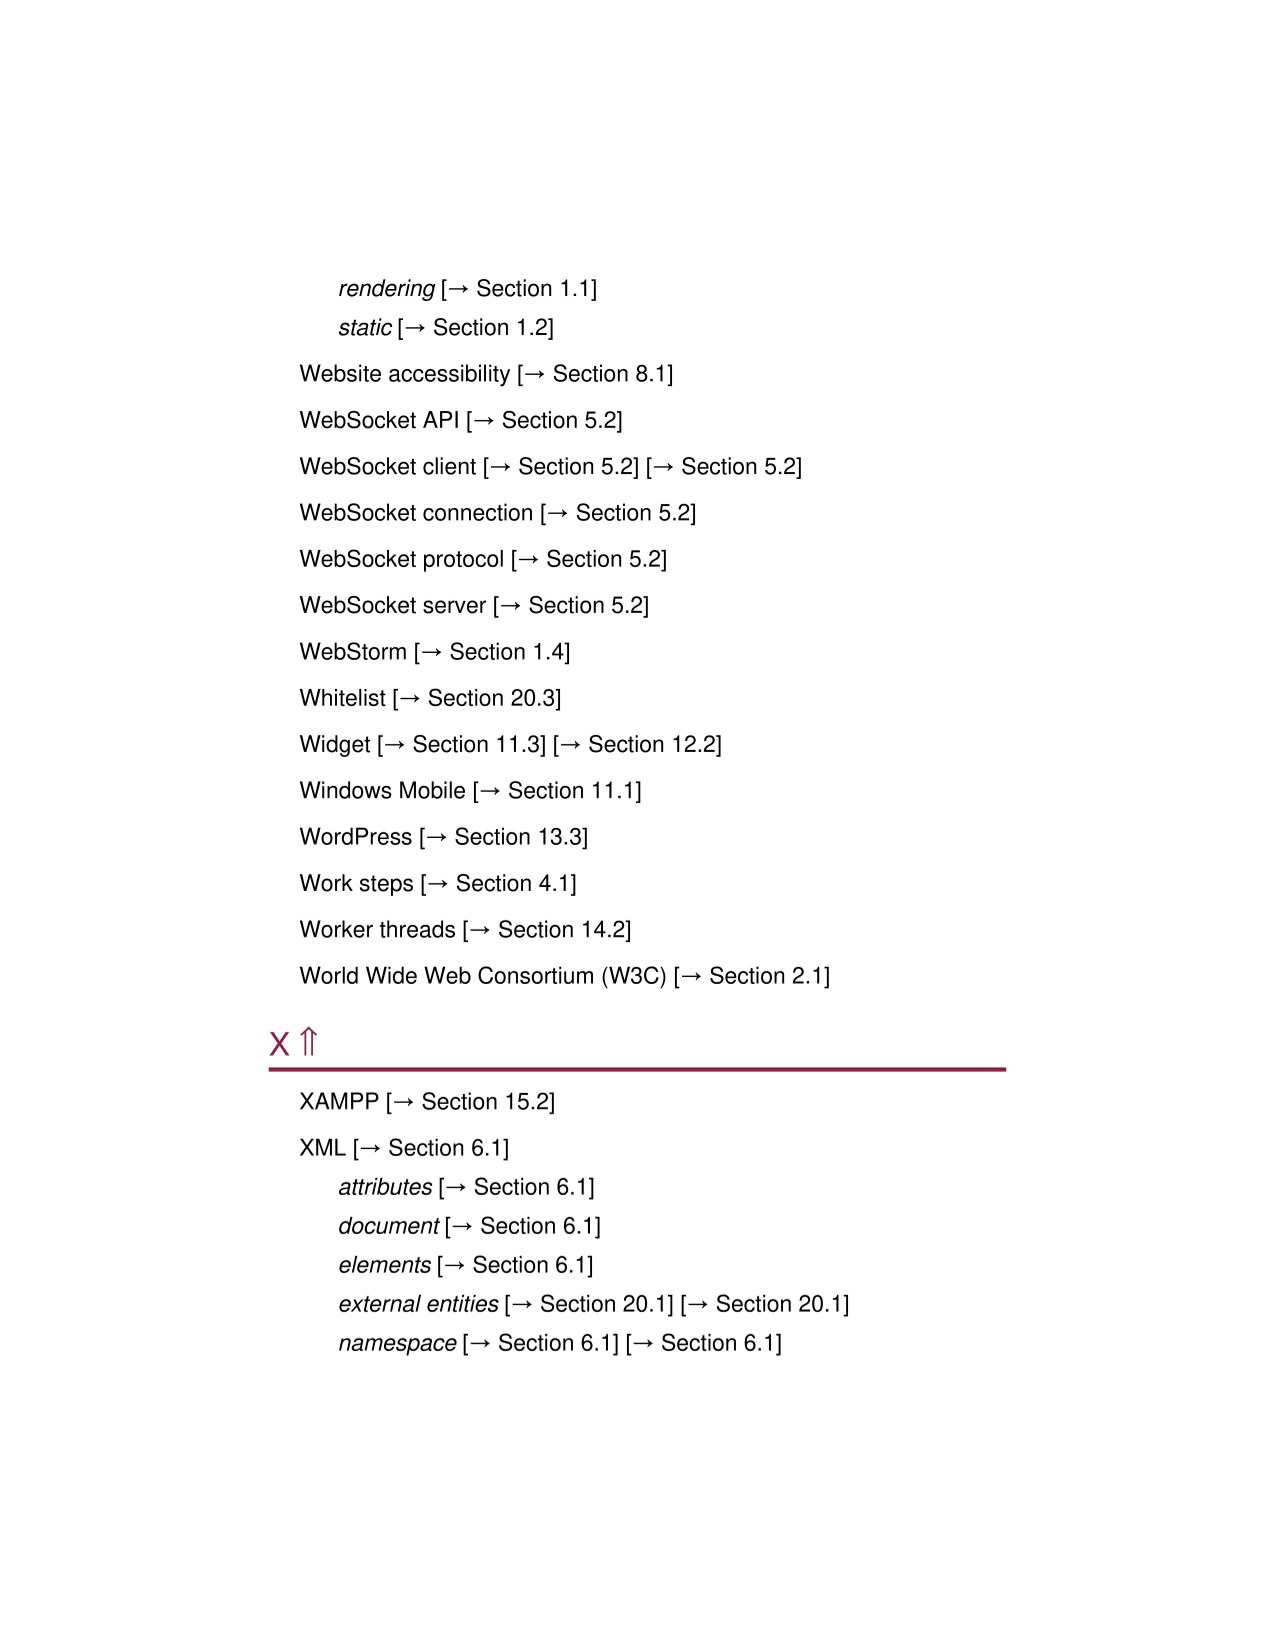 rendering [→ Section 1.1]
static [→ Section 1.2]
Website accessibility [→ Section 8.1]
WebSocket API [→ Section 5.2]
WebSocket client [→ Section 5.2] [→ Section 5.2]
WebSocket connection [→ Section 5.2]
WebSocket protocol [→ Section 5.2]
WebSocket server [→ Section 5.2]
WebStorm [→ Section 1.4]
Whitelist [→ Section 20.3]
Widget [→ Section 11.3] [→ Section 12.2]
Windows Mobile [→ Section 11.1]
WordPress [→ Section 13.3]
Work steps [→ Section 4.1]
Worker threads [→ Section 14.2]
World Wide Web Consortium (W3C) [→ Section 2.1]
X ⇑
XAMPP [→ Section 15.2]
XML [→ Section 6.1]
attributes [→ Section 6.1]
document [→ Section 6.1]
elements [→ Section 6.1]
external entities [→ Section 20.1] [→ Section 20.1]
namespace [→ Section 6.1] [→ Section 6.1]